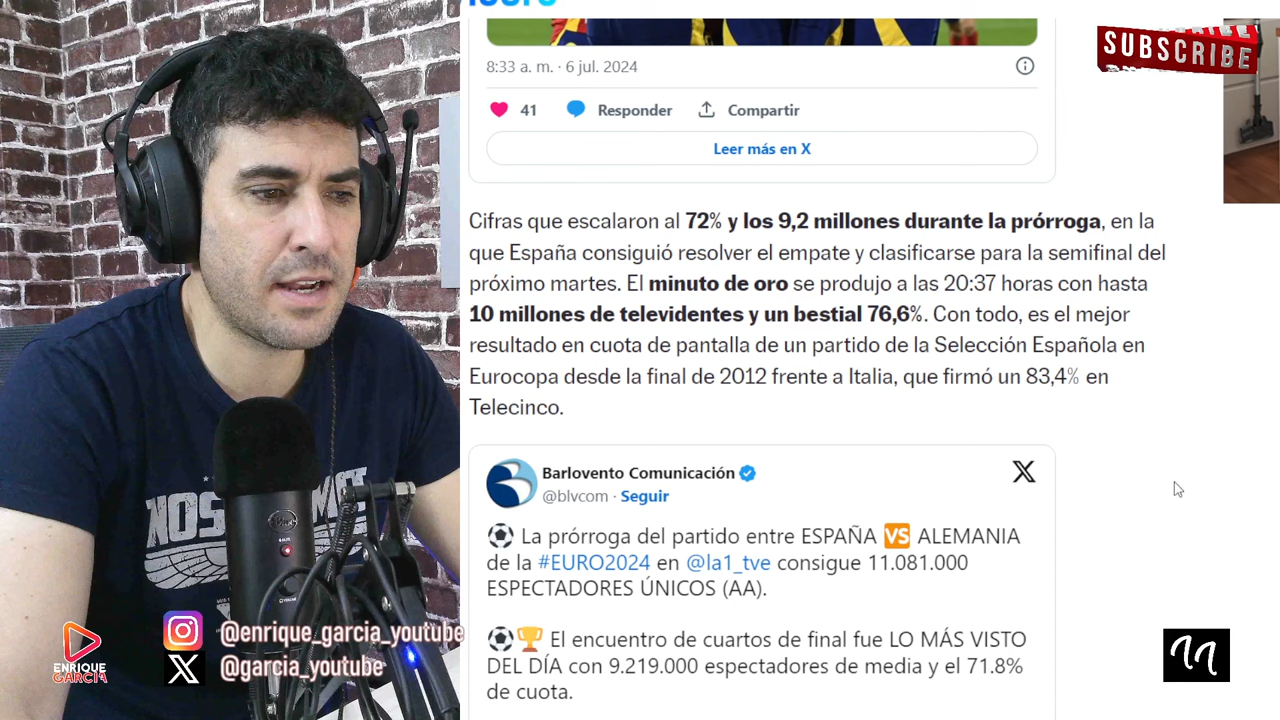 SUBSCRIBE
8:33 a. m. · 6 jul. 2024
41 Responder Compartir
Leer más en X
Cifras que escalaron al 72% y los 9,2 millones durante la prórroga, en la
que España consiguió resolver el empate y clasificarse para la semifinal del
próximo martes. El minuto de oro se produjo a las 20:37 horas con hasta
10 millones de televidentes y un bestial 76,6%. Con todo, es el mejor
resultado en cuota de pantalla de un partido de la Selección Española en
Eurocopa desde la final de 2012 frente a Italia, que firmó un 83,4% en
Telecinco.
Barlovento Comunicación
@blvcom · Seguir
La prórroga del partido entre ESPAÑA VS ALEMANIA
de la #EURO2024 en @la1_tve consigue 11.081.000
ESPECTADORES ÚNICOS (AA).
El encuentro de cuartos de final fue LO MÁS VISTO
DEL DÍA con 9.219.000 espectadores de media y el 71.8%
de cuota.
ENRIQUE
GARCIA
@enrique_garcia_youtube
@garcia_youtube